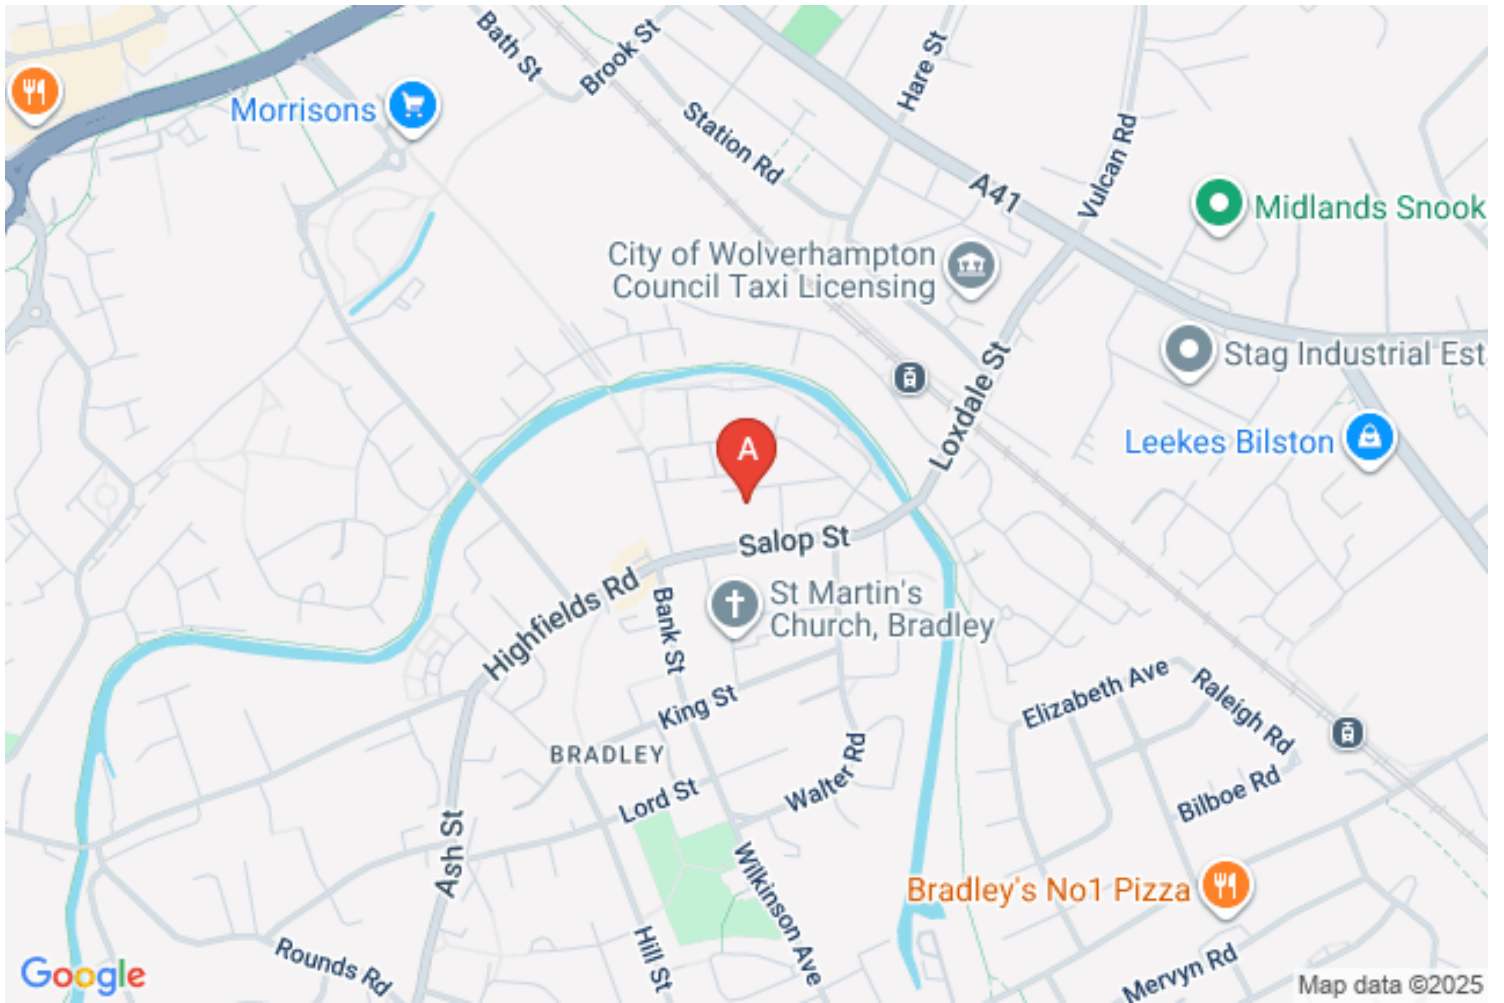 Bath St
Brook St
Hare St
Morrisons
Station Rd
Vulcan Rd
A41
Midlands Snook
City of Wolverhampton
Council Taxi Licensing
Loxdale St
Stag Industrial Est
Leekes Bilston
A
Salop St
Highfields Rd
Bank St
St Martin's
Church, Bradley
King St
Elizabeth Ave
Raleigh Rd
BRADLEY
Walter Rd
Lord St
Bilboe Rd
Ash St
Wilkinson Ave
Bradley's No1 Pizza
Hill St
Rounds Rd
Mervyn Rd
Google
Map data ©2025